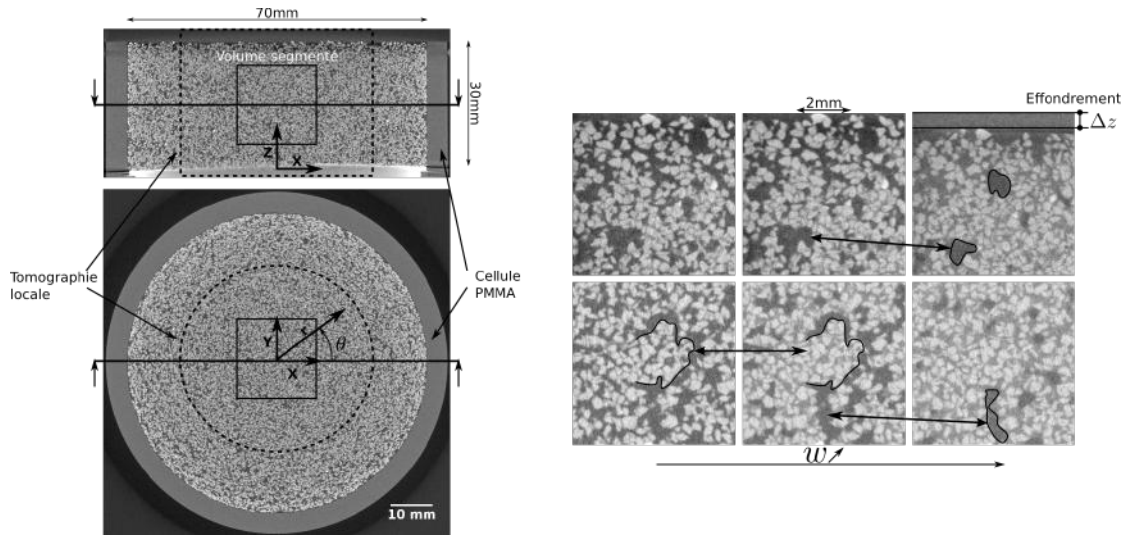 70mm
Volume segmenté
30mm
Z
X
Tomographie
locale
Cellule
PMMA
Y
r
θ
X
10 mm
2mm
Effondrement
Δz
w